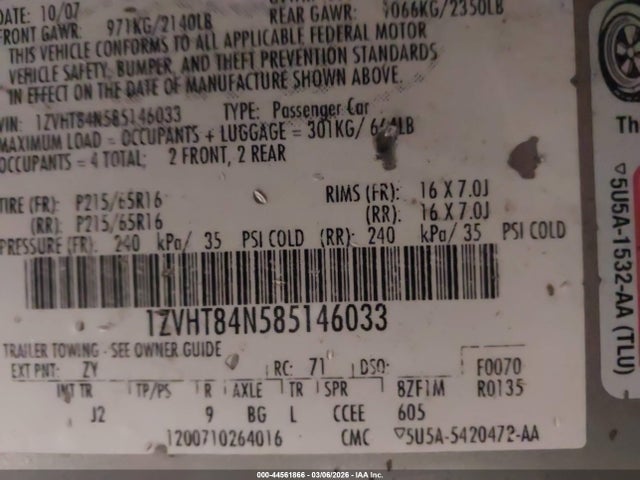 DATE: 10/07
FRONT GAWR: 971KG/2140LB REAR GAWR: 1066KG/2350LB
THIS VEHICLE CONFORMS TO ALL APPLICABLE FEDERAL MOTOR
VEHICLE SAFETY, BUMPER, AND THEFT PREVENTION STANDARDS
IN EFFECT ON THE DATE OF MANUFACTURE SHOWN ABOVE.
VIN: 1ZVHT84N585146033 TYPE: Passenger Car
MAXIMUM LOAD = OCCUPANTS + LUGGAGE = 301KG/ LB
OCCUPANTS = 4 TOTAL: 2 FRONT, 2 REAR
TIRE (FR): P215/65R16 RIMS (FR): 16 X 7.0J
(RR): P215/65R16 (RR): 16 X 7.0J
PRESSURE (FR): 240 kPa/ 35 PSI COLD (RR): 240 kPa/ 35 PSI COLD
1ZVHT84N585146033
TRAILER TOWING - SEE OWNER GUIDE
EXT PNT: ZY RC: 71 DSO: F0070
INT TR TP/PS R AXLE TR SPR 8ZF1M R0135
J2 9 BG L CCEE 605
1200710264016 CMC ▽5U5A-5420472-AA
Th
▽5U5A-1532-AA (TLU)
000-44561866 - 03/06/2026 - IAA Inc.